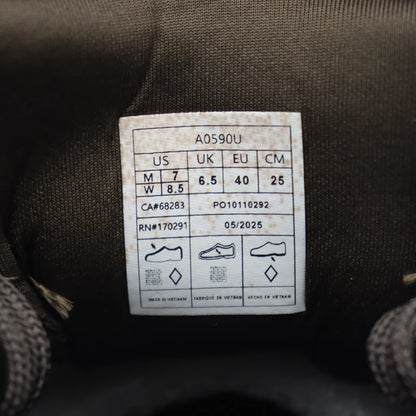 A0590U
US UK EU CM
M 7 6.5 40 25
W 8.5
CA#68283 PO10110292
RN#170291 05/2025
MADE IN VIETNAM FABRIQUÉ EN VIETNAM HECHO EN VIETNAM